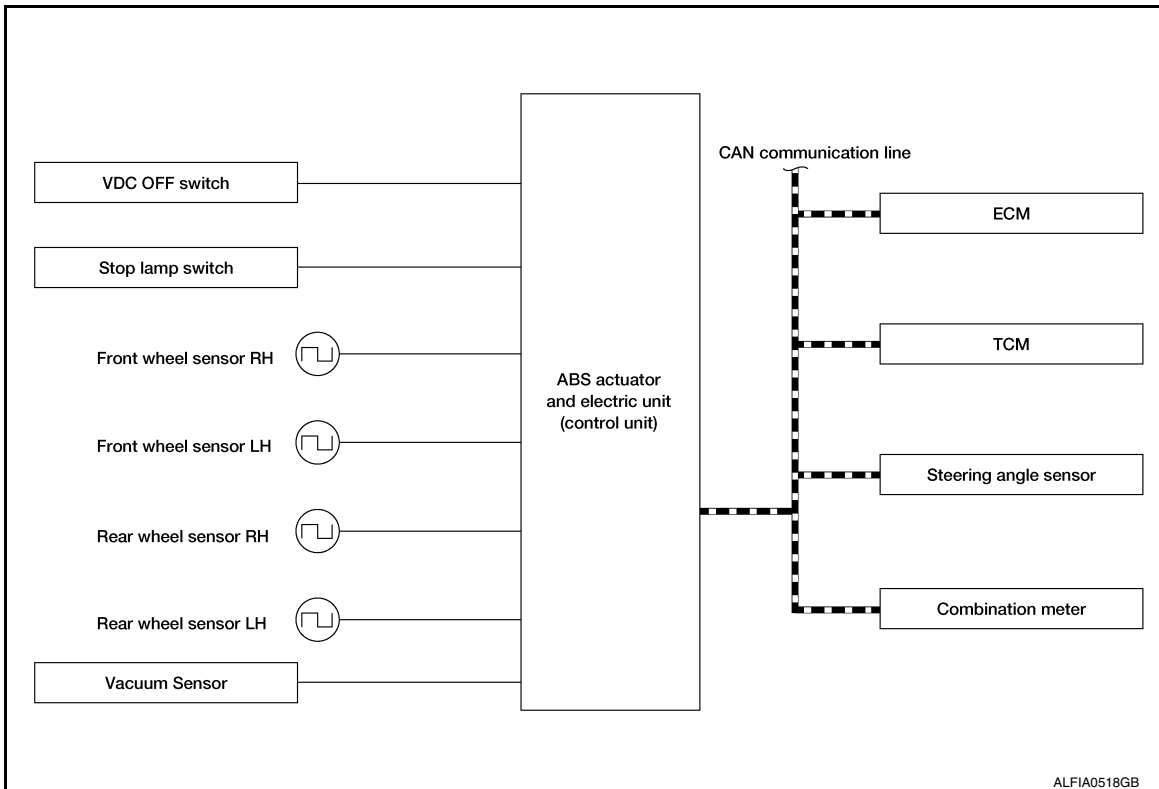 VDC OFF switch
Stop lamp switch
Front wheel sensor RH
Front wheel sensor LH
Rear wheel sensor RH
Rear wheel sensor LH
Vacuum Sensor
ABS actuator
and electric unit
(control unit)
CAN communication line
ECM
TCM
Steering angle sensor
Combination meter
ALFIA0518GB